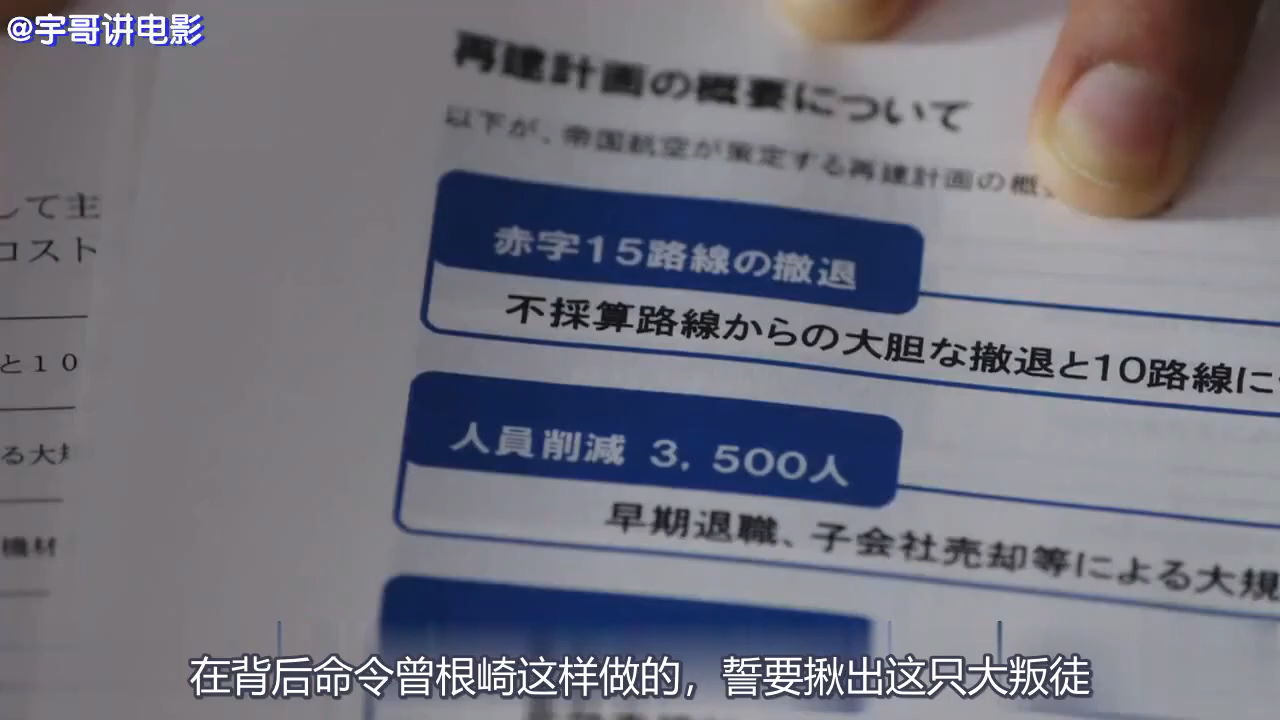 @宇哥讲电影
再建計画の概要について
以下が、帝国航空が策定する再建計画の概
して主
コスト
赤字15路線の撤退
不採算路線からの大胆な撤退と10路線に
と10
人員削減 3,500人
る大
早期退職、子会社売却等による大規
機材
在背后命令曾根崎这样做的，誓要揪出这只大叛徒